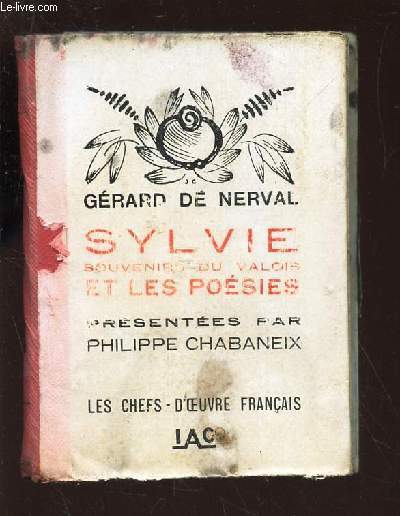 Le-livre.com
J.C
GÉRARD DE NERVAL
SYLVIE
SOUVENIRS DU VALOIS
ET LES POÉSIES
PRÉSENTÉES PAR
PHILIPPE CHABANEIX
LES CHEFS-D'ŒUVRE FRANÇAIS
IAC